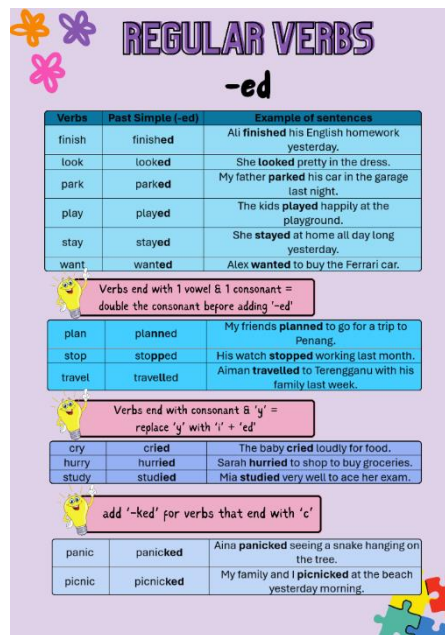 REGULAR VERBS
-ed
Verbs Past Simple (-ed) Example of sentences
finish finished Ali finished his English homework
yesterday.
look looked She looked pretty in the dress.
park parked My father parked his car in the garage
last night.
play played The kids played happily at the
playground.
stay stayed She stayed at home all day long
yesterday.
want wanted Alex wanted to buy the Ferrari car.
Verbs end with 1 vowel & 1 consonant =
double the consonant before adding '-ed'
plan planned My friends planned to go for a trip to
Penang.
stop stopped His watch stopped working last month.
travel travelled Aiman travelled to Terengganu with his
family last week.
Verbs end with consonant & 'y' =
replace 'y' with 'i' + 'ed'
cry cried The baby cried loudly for food.
hurry hurried Sarah hurried to shop to buy groceries.
study studied Mia studied very well to ace her exam.
add '-ked' for verbs that end with 'c'
panic panicked Aina panicked seeing a snake hanging on
the tree.
picnic picnicked My family and I picnicked at the beach
yesterday morning.